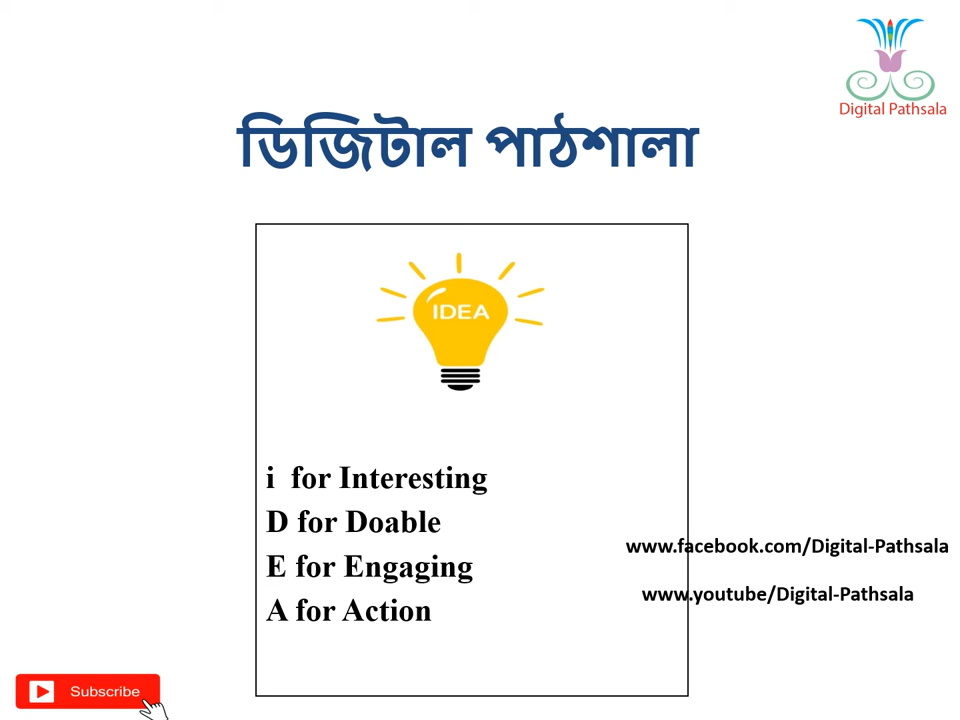 Digital Pathsala
ডিজিটাল পাঠশালা
IDEA
i for Interesting
D for Doable
E for Engaging
A for Action
www.facebook.com/Digital-Pathsala
www.youtube/Digital-Pathsala
Subscribe